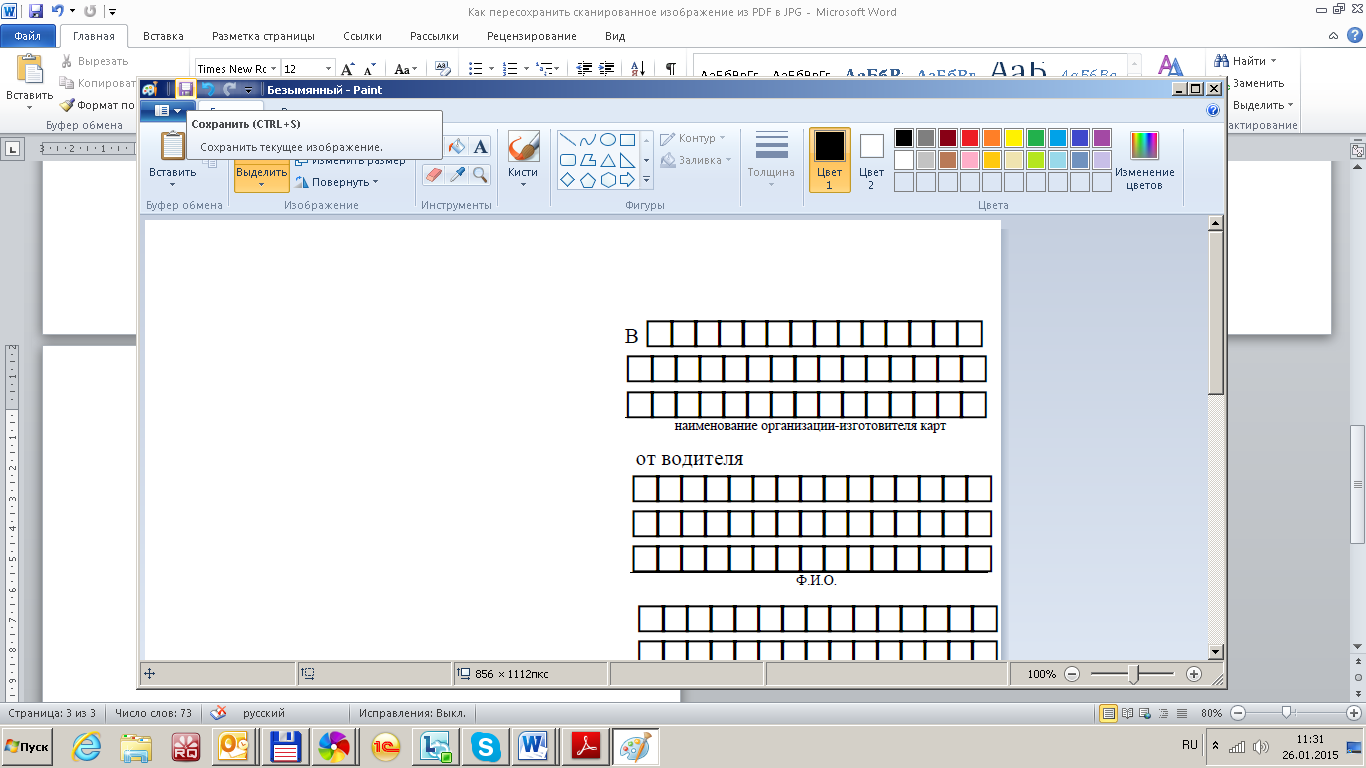 Как пересохранить сканированное изображение из PDF в JPG - Microsoft Word
Файл Главная Вставка Разметка страницы Ссылки Рассылки Рецензирование Вид
Вставить
Вырезать
Копироват
Формат по
Буфер обмена
Times New Rc 12
Найти
Заменить
Выделить
актирование
Безымянный - Paint
Сохранить (CTRL+S)
Сохранить текущее изображение.
Вставить
Буфер обмена
Выделить
Изменить размер
Повернуть
Изображение
Инструменты
Кисти
Контур
Заливка
Фигуры
Толщина
Цвет 1
Цвет 2
Изменение цветов
Цвета
В
наименование организации-изготовителя карт
от водителя
Ф.И.О.
856 × 1112пкс
100%
Страница: 3 из 3 Число слов: 73 русский Исправления: Выкл. 80%
Пуск
RU
11:31
26.01.2015